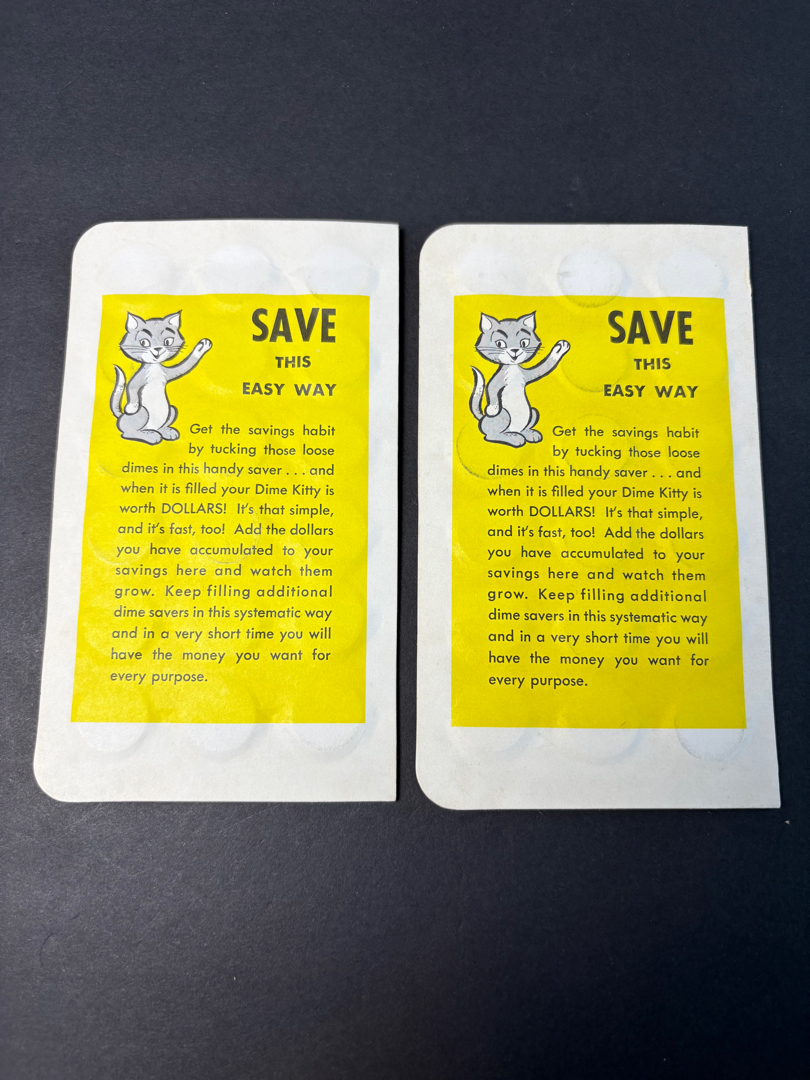 SAVE
THIS
EASY WAY
Get the savings habit
by tucking those loose
dimes in this handy saver . . . and
when it is filled your Dime Kitty is
worth DOLLARS! It's that simple,
and it's fast, too! Add the dollars
you have accumulated to your
savings here and watch them
grow. Keep filling additional
dime savers in this systematic way
and in a very short time you will
have the money you want for
every purpose.
SAVE
THIS
EASY WAY
Get the savings habit
by tucking those loose
dimes in this handy saver . . . and
when it is filled your Dime Kitty is
worth DOLLARS! It's that simple,
and it's fast, too! Add the dollars
you have accumulated to your
savings here and watch them
grow. Keep filling additional
dime savers in this systematic way
and in a very short time you will
have the money you want for
every purpose.